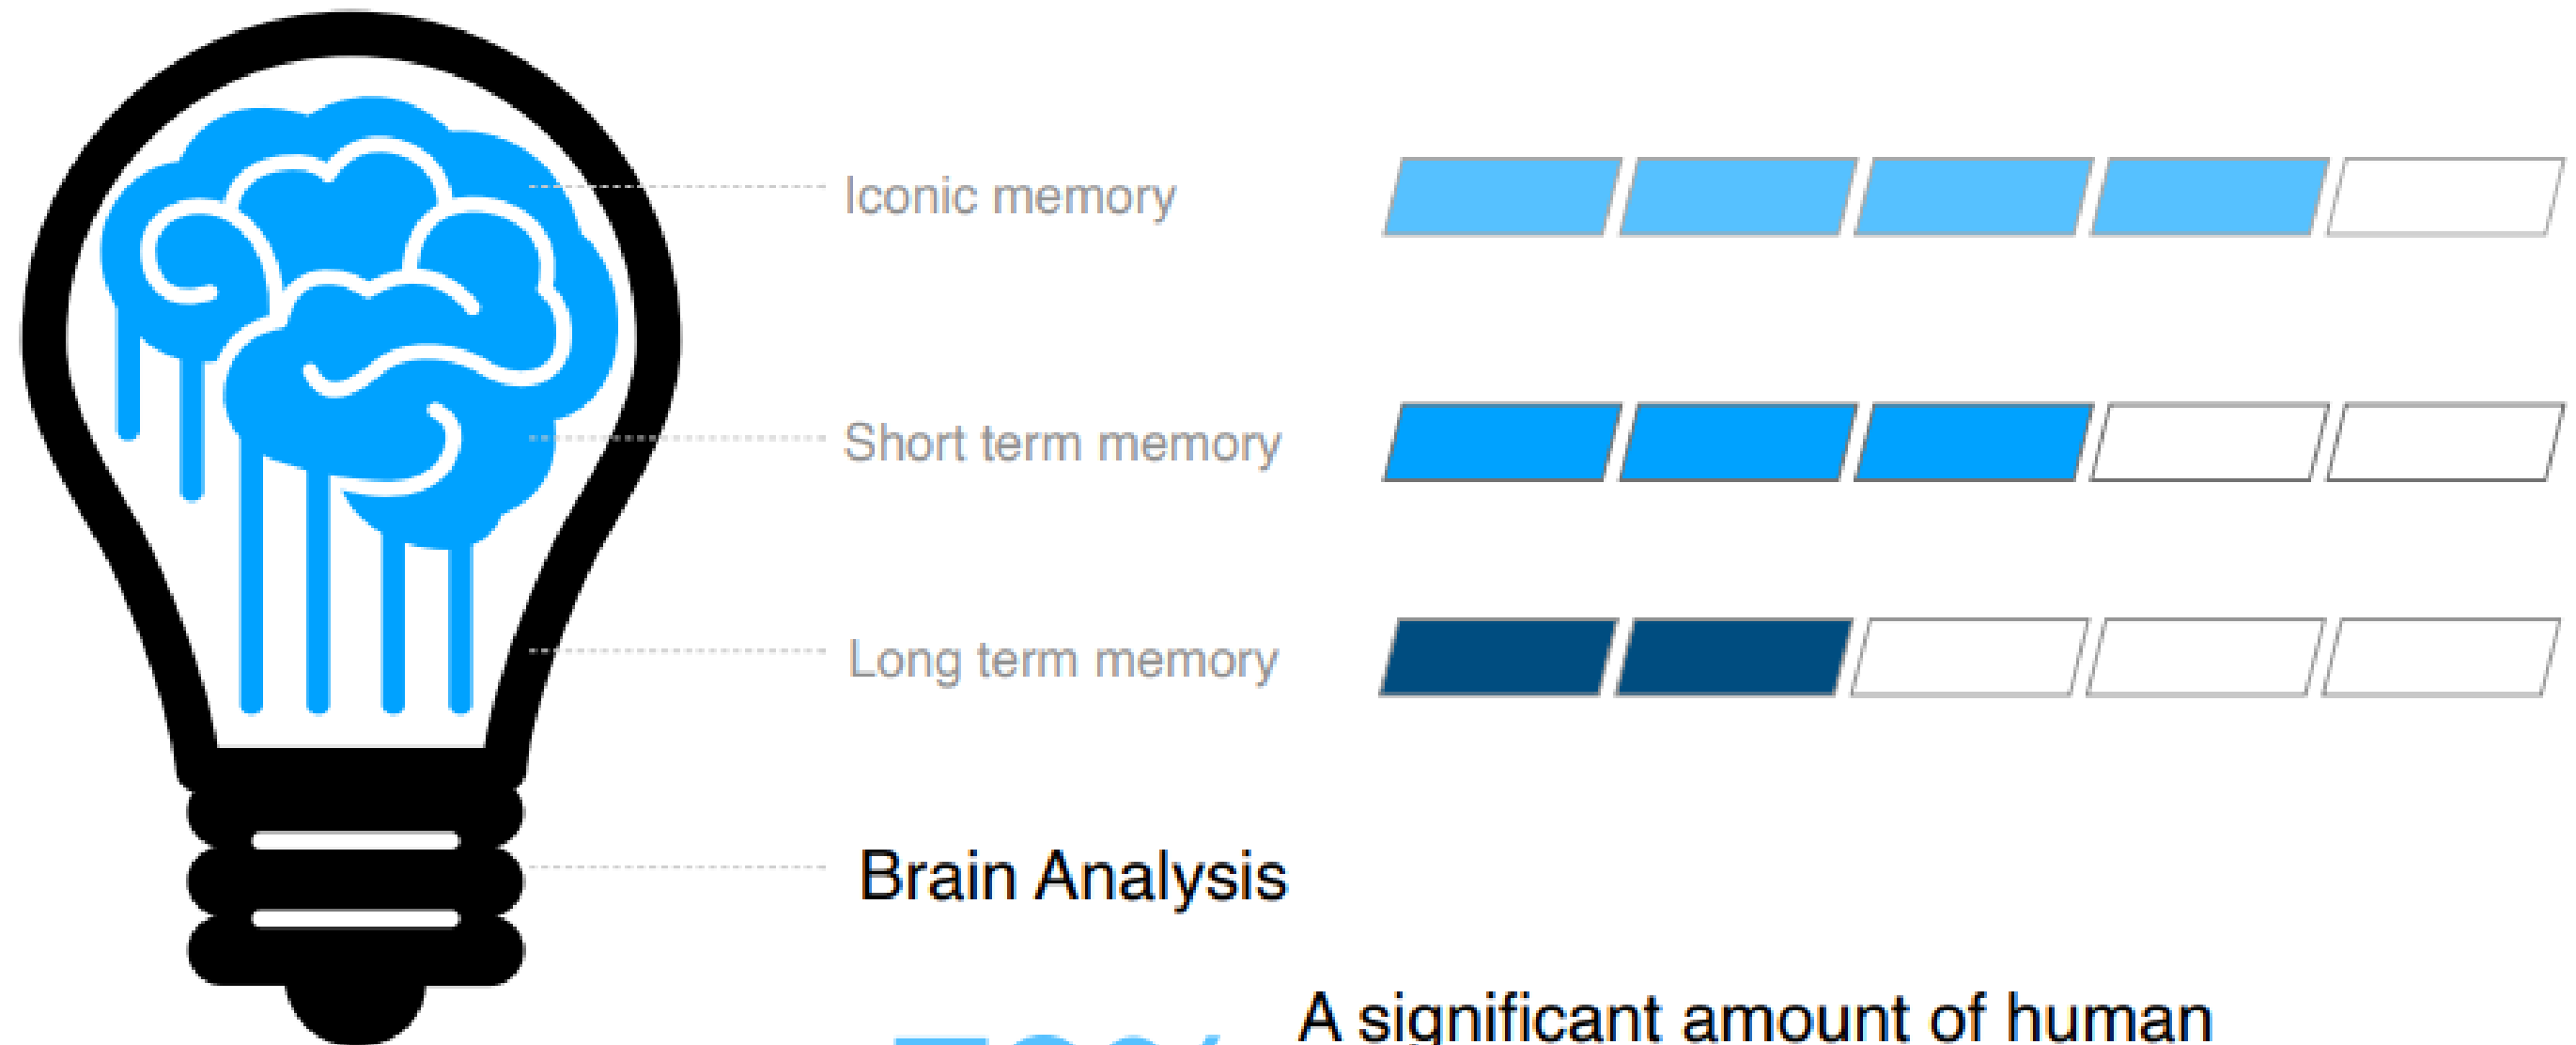 Iconic memory
Short term memory
Long term memory
Brain Analysis
A significant amount of human